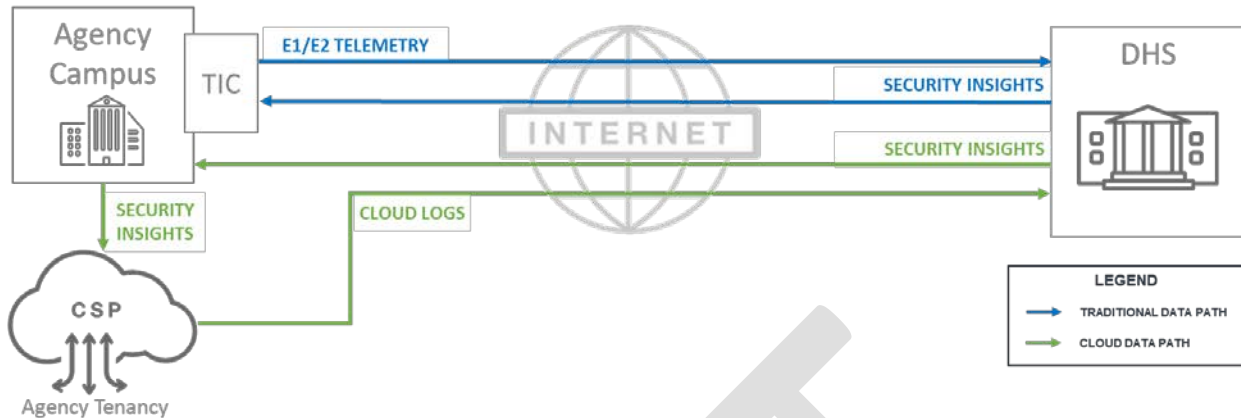 Agency
Campus
TIC
E1/E2 TELEMETRY
SECURITY INSIGHTS
INTERNET
SECURITY INSIGHTS
DHS
SECURITY
INSIGHTS
CLOUD LOGS
CSP
Agency Tenancy
LEGEND
TRADITIONAL DATA PATH
CLOUD DATA PATH